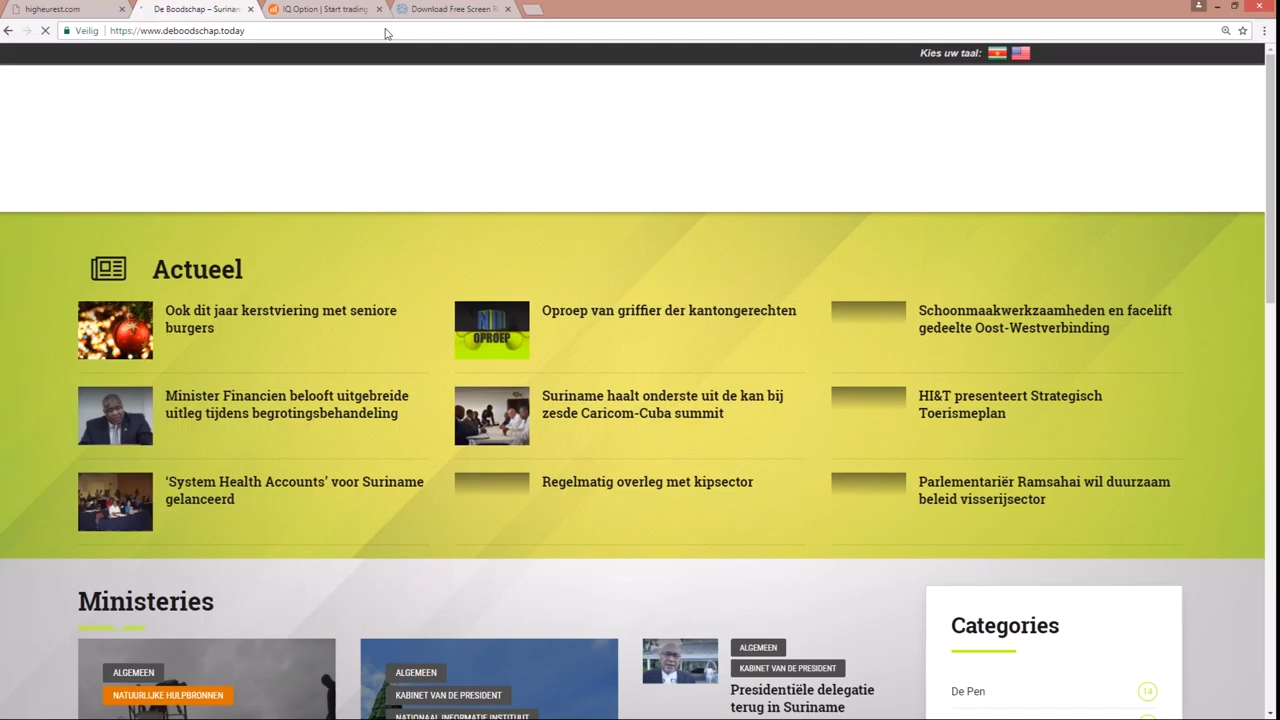 higheurest.com
De Boodschap – Surinam
IQ Option | Start trading
Download Free Screen R
Veilig
https://www.deboodschap.today
Kies uw taal:
Actueel
Ook dit jaar kerstviering met seniore
burgers
OPROEP
Oproep van griffier der kantongerechten
Schoonmaakwerkzaamheden en facelift
gedeelte Oost-Westverbinding
Minister Financien belooft uitgebreide
uitleg tijdens begrotingsbehandeling
Suriname haalt onderste uit de kan bij
zesde Caricom-Cuba summit
HI&T presenteert Strategisch
Toerismeplan
‘System Health Accounts’ voor Suriname
gelanceerd
Regelmatig overleg met kipsector
Parlementariër Ramsahai wil duurzaam
beleid visserijsector
Ministeries
ALGEMEEN
NATUURLIJKE HULPBRONNEN
ALGEMEEN
KABINET VAN DE PRESIDENT
NATIONAAL INFORMATIE INSTITUUT
ALGEMEEN
KABINET VAN DE PRESIDENT
Presidentiële delegatie
terug in Suriname
Categories
De Pen
14